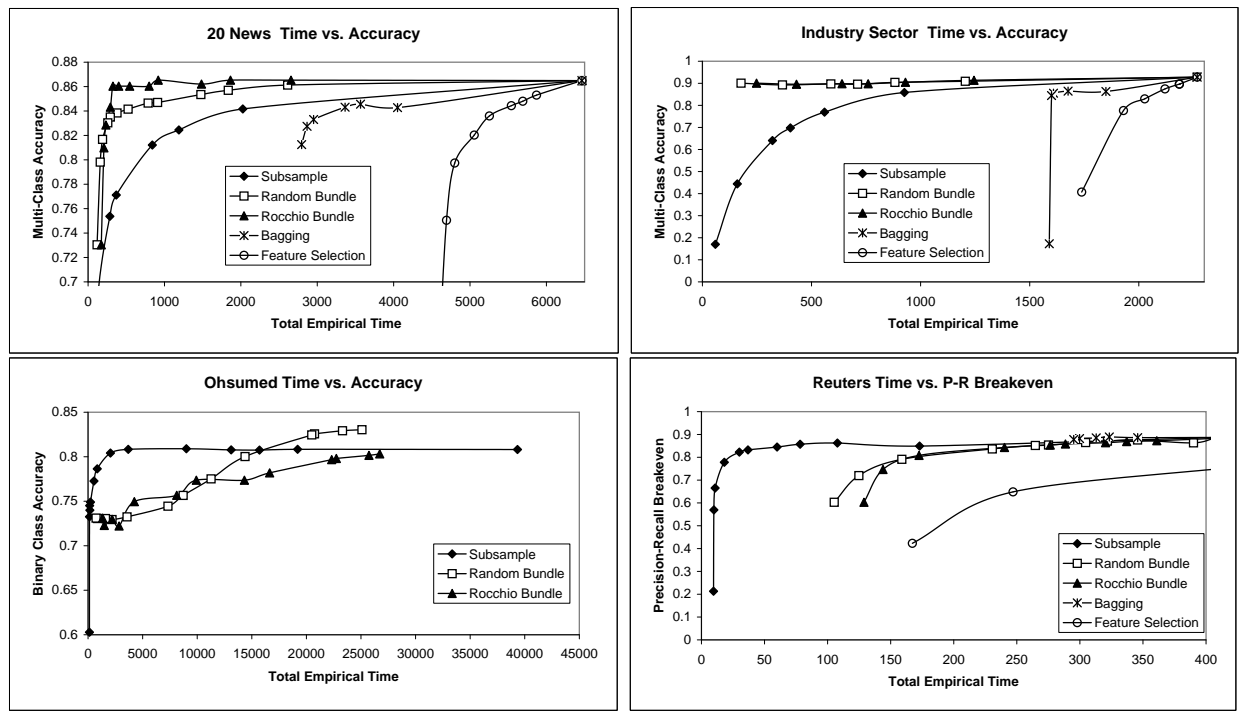 20 News Time vs. Accuracy
Multi-Class Accuracy
0.88
0.86
0.84
0.82
0.8
0.78
0.76
0.74
0.72
0.7
Subsample
Random Bundle
Rocchio Bundle
Bagging
Feature Selection
0 1000 2000 3000 4000 5000 6000
Total Empirical Time
Industry Sector Time vs. Accuracy
Multi-Class Accuracy
1
0.9
0.8
0.7
0.6
0.5
0.4
0.3
0.2
0.1
0
Subsample
Random Bundle
Rocchio Bundle
Bagging
Feature Selection
0 500 1000 1500 2000
Total Empirical Time
Ohsumed Time vs. Accuracy
Binary Class Accuracy
0.85
0.8
0.75
0.7
0.65
0.6
Subsample
Random Bundle
Rocchio Bundle
0 5000 10000 15000 20000 25000 30000 35000 40000 45000
Total Empirical Time
Reuters Time vs. P-R Breakeven
Precision-Recall Breakeven
1
0.9
0.8
0.7
0.6
0.5
0.4
0.3
0.2
0.1
0
Subsample
Random Bundle
Rocchio Bundle
Bagging
Feature Selection
0 50 100 150 200 250 300 350 400
Total Empirical Time